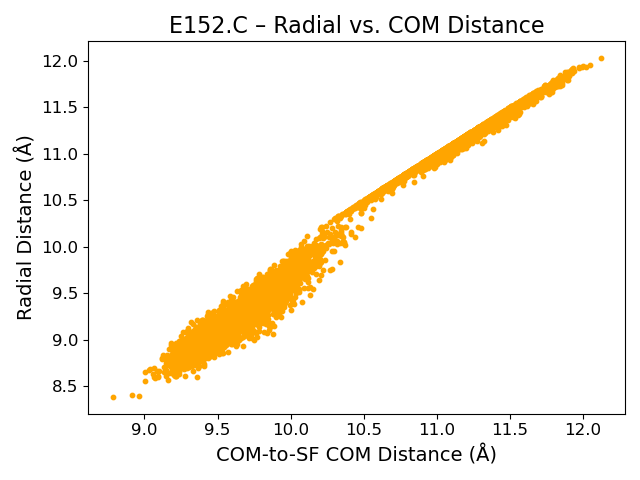 E152.C – Radial vs. COM Distance
12.0
11.5
11.0
10.5
10.0
9.5
9.0
8.5
Radial Distance (Å)
9.0 9.5 10.0 10.5 11.0 11.5 12.0
COM-to-SF COM Distance (Å)